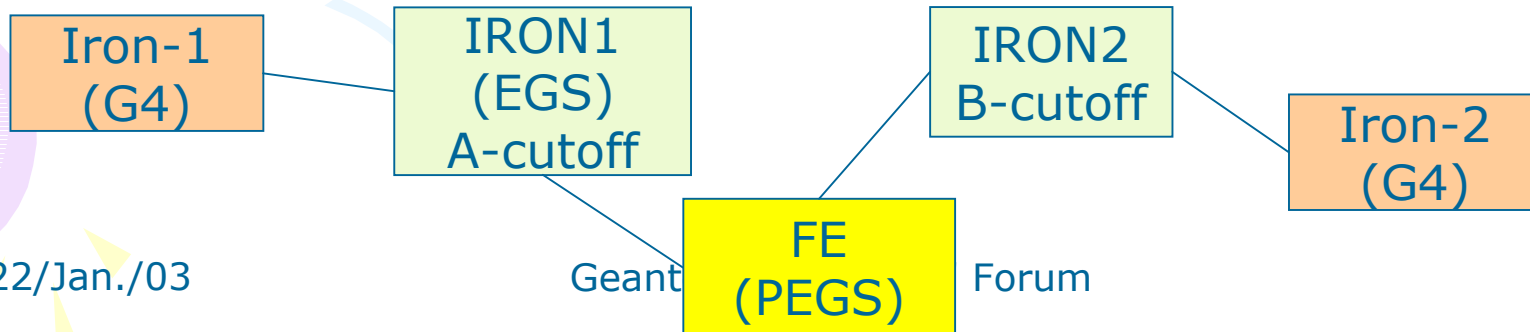 Iron-1
(G4)
IRON1
(EGS)
A-cutoff
IRON2
B-cutoff
Iron-2
(G4)
FE
(PEGS)
22/Jan./03
Geant
Forum